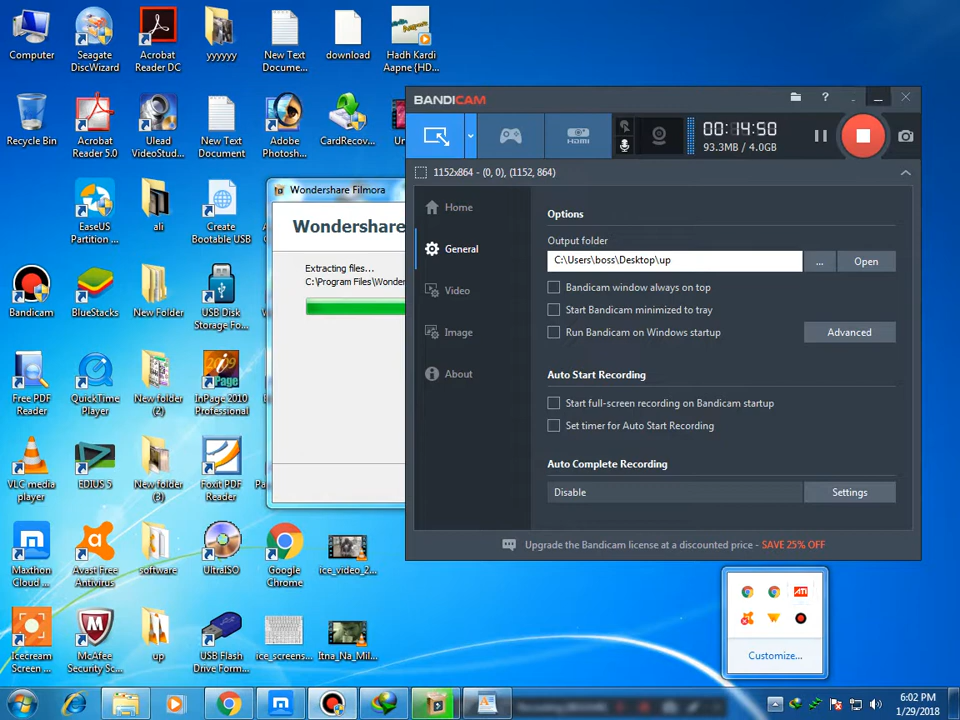 Computer
Seagate
DiscWizard
Acrobat
Reader DC
yyyyyy
New Text
Docume...
download
Hadh Kardi
Aapne {HD...
Recycle Bin
Acrobat
Reader 5.0
Ulead
VideoStud...
New Text
Document
Adobe
Photosh...
CardRecov...
EaseUS
Partition ...
ali
Create
Bootable USB
Bandicam
BlueStacks
New Folder
USB Disk
Storage Fo...
Free PDF
Reader
QuickTime
Player
New folder
(2)
InPage 2010
Professional
VLC media
player
EDIUS 5
New folder
(3)
Foxit PDF
Reader
Maxthon
Cloud ...
Avast Free
Antivirus
software
UltraISO
Google
Chrome
ice_video_2...
Icecream
Screen ...
McAfee
Security Sc...
up
USB Flash
Drive Form...
ice_screens...
Itna_Na_Mil...
Wondershare Filmora
Wondershare
Extracting files...
C:\Program Files\Wonder
BANDICAM
00:14:50
93.3MB / 4.0GB
HDMI
1152x864 - (0, 0), (1152, 864)
Home
General
Video
Image
About
Options
Output folder
C:\Users\boss\Desktop\up
...
Open
Bandicam window always on top
Start Bandicam minimized to tray
Run Bandicam on Windows startup
Advanced
Auto Start Recording
Start full-screen recording on Bandicam startup
Set timer for Auto Start Recording
Auto Complete Recording
Disable
Settings
Upgrade the Bandicam license at a discounted price - SAVE 25% OFF
ATI
Customize...
6:02 PM
1/29/2018